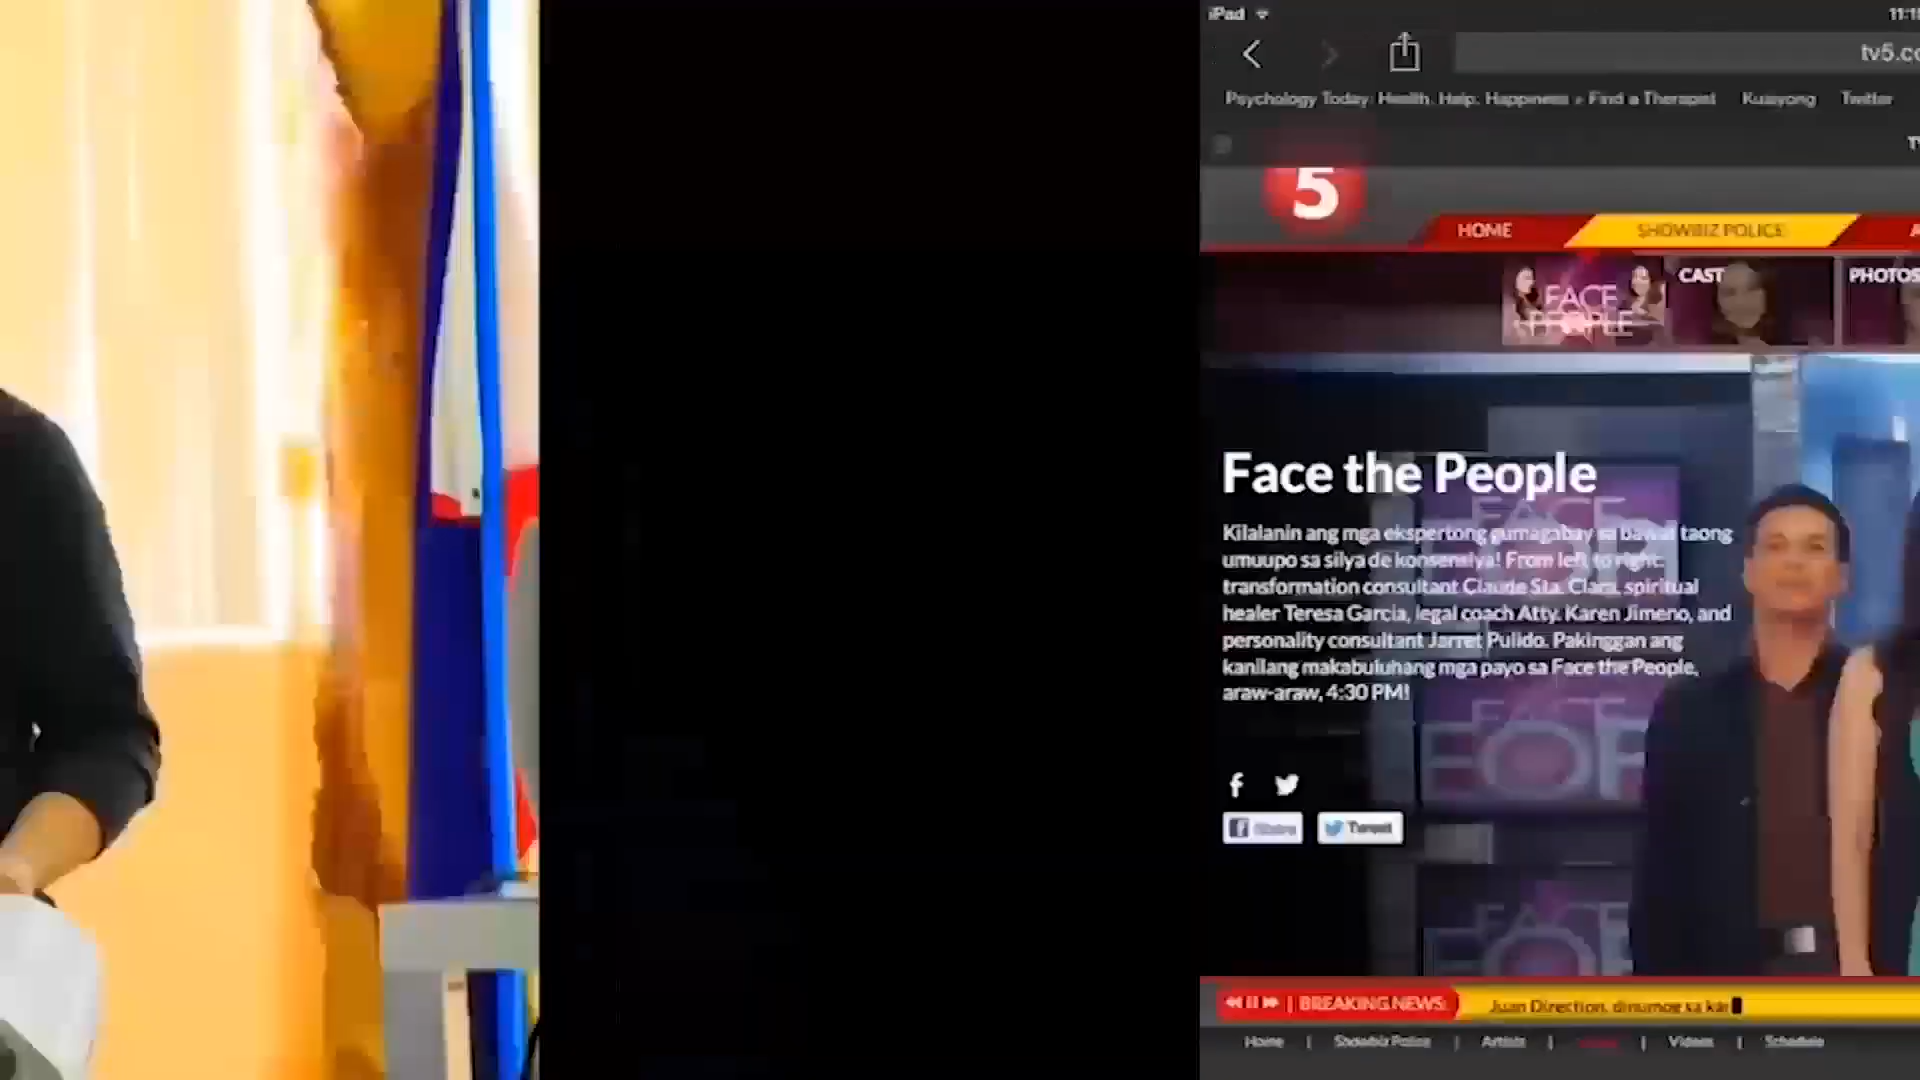 iPad
tv5.co
Psychology Today: Health, Help, Happiness + Find a Therapist Kuayong Twitter
5
HOME SHOWBIZ POLICE
FACE PEOPLE CAST PHOTOS
Face the People
Kilalanin ang mga ekspertong gumagabay sa bawat taong
umuupo sa silya de konsensiya! From left to right:
transformation consultant Claude Sta. Clara, spiritual
healer Teresa Garcia, legal coach Atty. Karen Jimeno, and
personality consultant Jarret Pulido. Pakinggan ang
kanilang makabuluhang mga payo sa Face the People,
araw-araw, 4:30 PM!
Share Tweet
BREAKING NEWS: Juan Direction, dinumog sa kar
Home | Showbiz Police | Artists | | Videos | Schedule